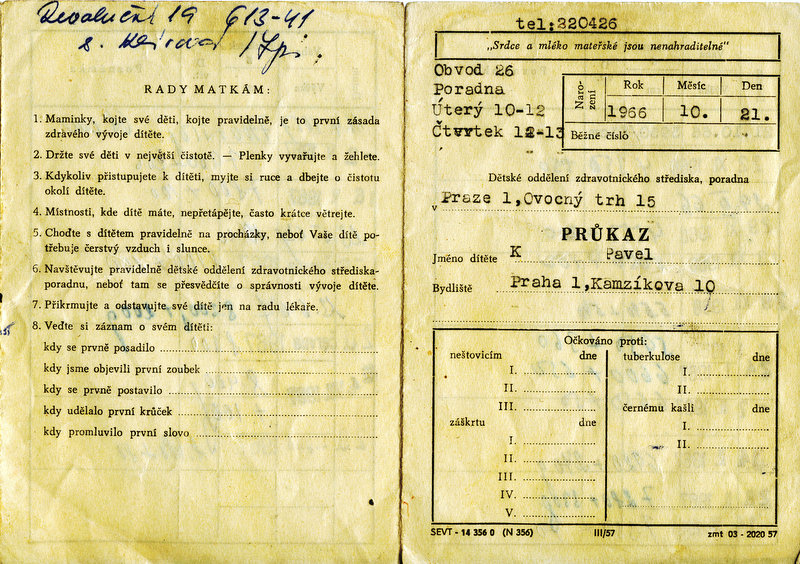 Revoluční 19 613-41
RADY MATKÁM:
1. Maminky, kojte své děti, kojte pravidelně, je to první zásada
zdravého vývoje dítěte.
2. Držte své děti v největší čistotě. — Plenky vyvařujte a žehlete.
3. Kdykoliv přistupujete k dítěti, myjte si ruce a dbejte o čistotu
okolí dítěte.
4. Místnosti, kde dítě máte, nepřetápějte, často krátce větrejte.
5. Choďte s dítětem pravidelně na procházky, neboť Vaše dítě po-
třebuje čerstvý vzduch i slunce.
6. Navštěvujte pravidelně dětské oddělení zdravotnického střediska-
poradnu, neboť tam se přesvědčíte o správnosti vývoje dítěte.
7. Přikrmujte a odstavujte své dítě jen na radu lékaře.
8. Veďte si záznam o svém dítěti:
kdy se prvně posadilo
kdy jsme objevili první zoubek
kdy se prvně postavilo
kdy udělalo první krůček
kdy promluvilo první slovo
tel:220426
„Srdce a mléko mateřské jsou nenahraditelné"
Obvod 26
Poradna
Úterý 10-12
Čtvrtek 12-13
Narození Rok Měsíc Den
1966 10. 21.
Běžné číslo
Dětské oddělení zdravotnického střediska, poradna
v Praze 1,Ovocný trh 15
PRŮKAZ
Jméno dítěte K Pavel
Bydliště Praha 1,Kamzíkova 10
Očkováno proti:
neštovicím dne tuberkulose dne
I. I.
II. II.
III. černému kašli dne
záškrtu dne I.
I. II.
II.
III.
IV.
V.
SEVT - 14 356 0 (N 356) III/57 zmt 03 - 2020 57